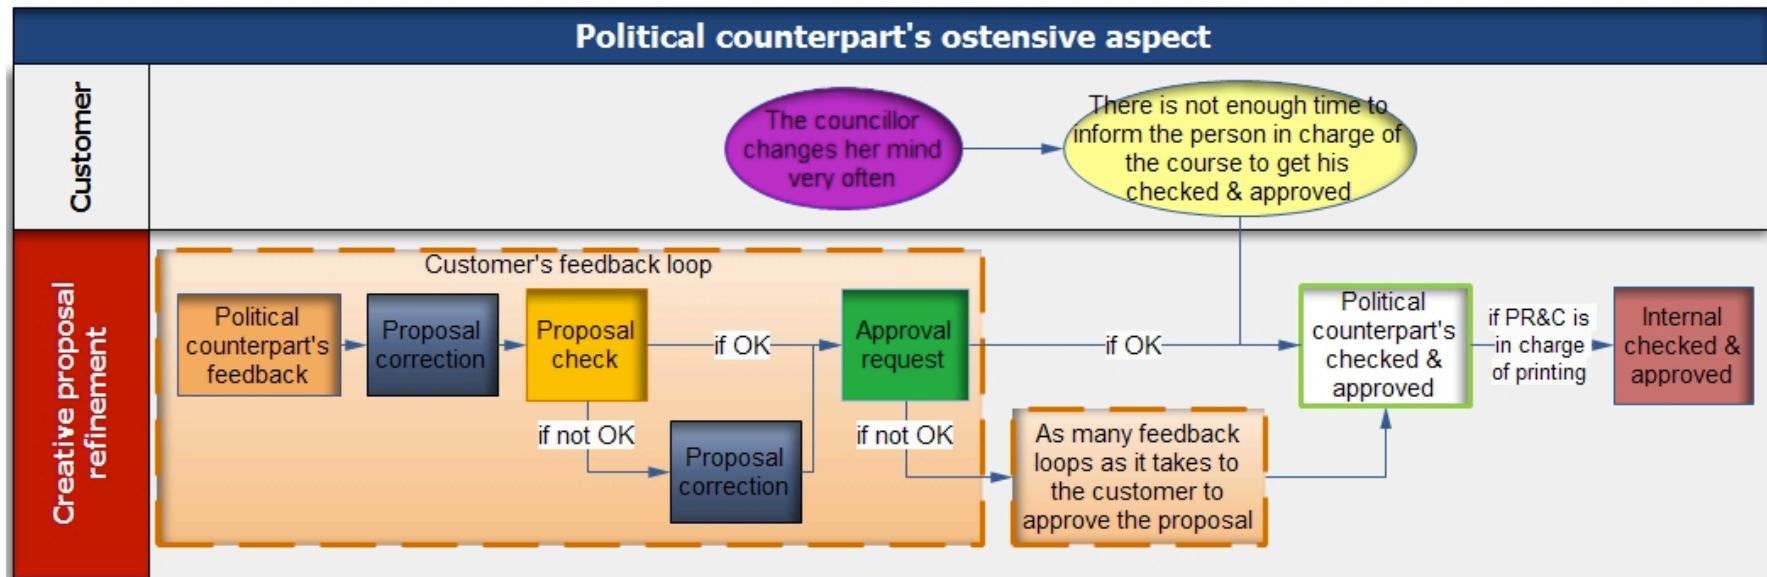 Political counterpart's ostensive aspect
Customer
The councillor
changes her mind
very often
There is not enough time to
inform the person in charge of
the course to get his
checked & approved
Creative proposal
refinement
Customer's feedback loop
Political
counterpart's
feedback
Proposal
correction
Proposal
check
if OK
if not OK
Proposal
correction
Approval
request
if OK
if not OK
As many feedback
loops as it takes to
the customer to
approve the proposal
Political
counterpart's
checked &
approved
if PR&C is
in charge
of printing
Internal
checked &
approved